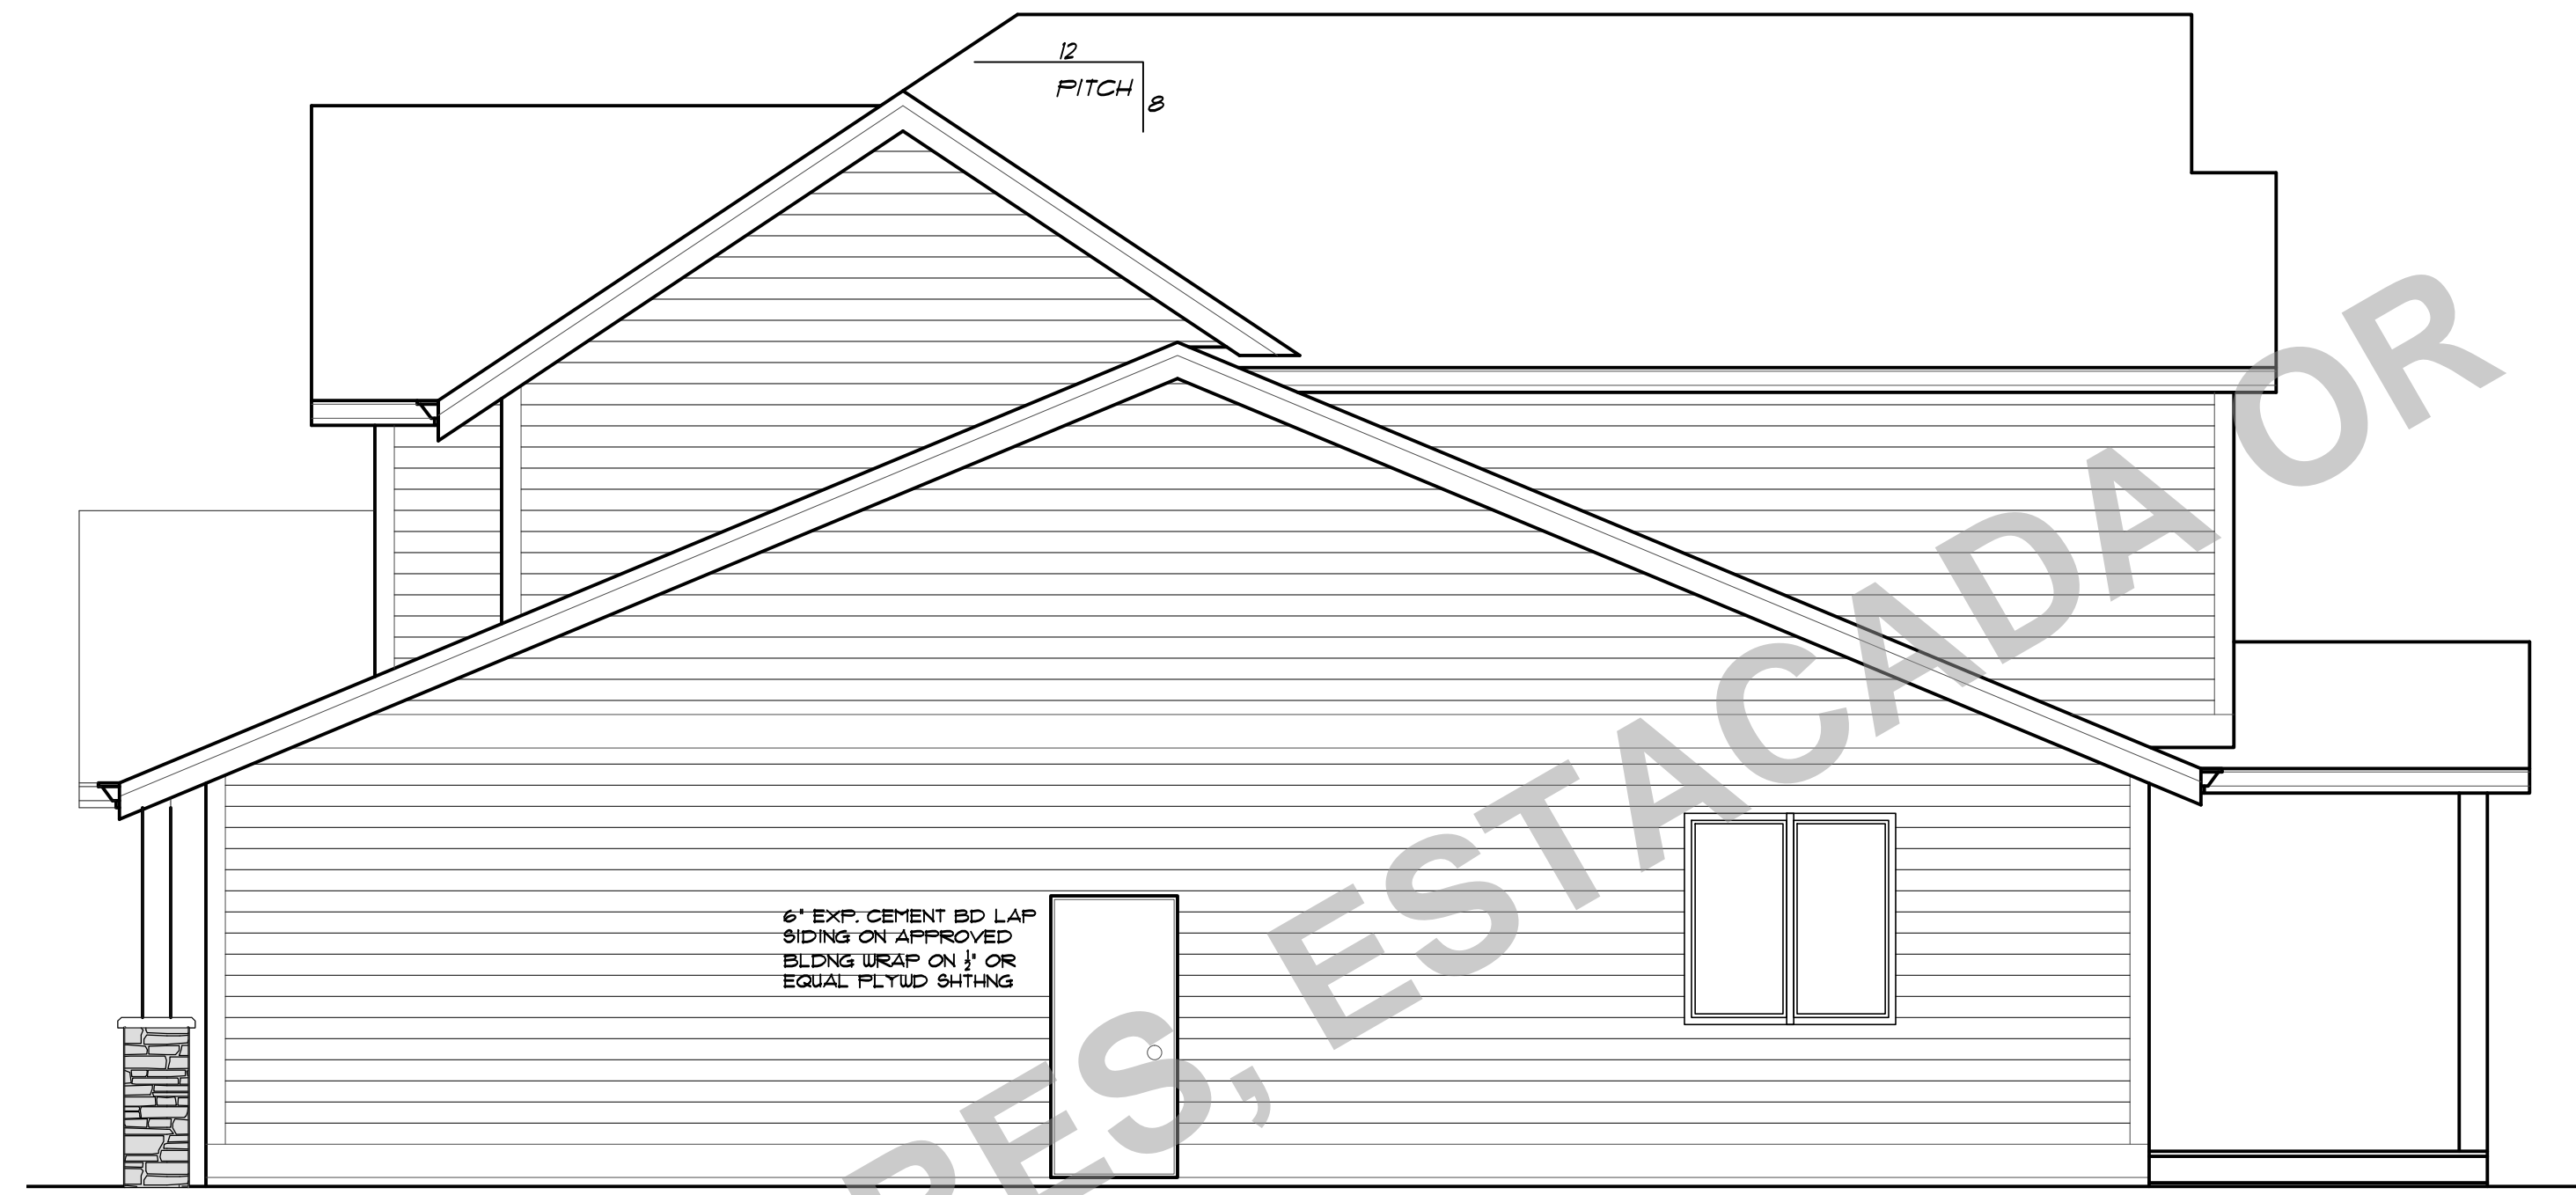 12
PITCH
8
6" EXP. CEMENT BD LAP
SIDING ON APPROVED
BLDNG WRAP ON ½" OR
EQUAL PLYWD SHTHNG
RES, ESTACADA OR